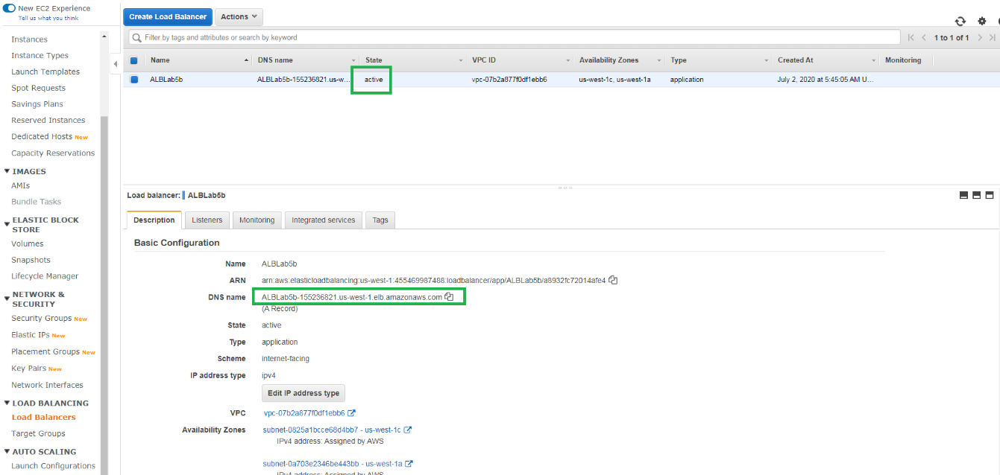 New EC2 Experience
Tell us what you think
Instances
Instance Types
Launch Templates
Spot Requests
Savings Plans
Reserved Instances
Dedicated Hosts New
Capacity Reservations
IMAGES
AMIs
Bundle Tasks
ELASTIC BLOCK
STORE
Volumes
Snapshots
Lifecycle Manager
NETWORK &
SECURITY
Security Groups New
Elastic IPs New
Placement Groups New
Key Pairs New
Network Interfaces
LOAD BALANCING
Load Balancers
Target Groups
AUTO SCALING
Launch Configurations
Create Load Balancer Actions
Filter by tags and attributes or search by keyword 1 to 1 of 1
Name DNS name State VPC ID Availability Zones Type Created At Monitoring
ALBLab5b ALBLab5b-155236821.us-w... active vpc-07b2a877f0df1ebb6 us-west-1c, us-west-1a application July 2, 2020 at 5:45:05 AM U...
Load balancer: ALBLab5b
Description Listeners Monitoring Integrated services Tags
Basic Configuration
Name ALBLab5b
ARN arn:aws:elasticloadbalancing:us-west-1:455469987488:loadbalancer/app/ALBLab5b/a8932fc72014afe4
DNS name ALBLab5b-155236821.us-west-1.elb.amazonaws.com
(A Record)
State active
Type application
Scheme internet-facing
IP address type ipv4
Edit IP address type
VPC vpc-07b2a877f0df1ebb6
Availability Zones subnet-0825a1bcce68d4bb7 - us-west-1c
IPv4 address: Assigned by AWS
subnet-0a703e2346be443bb - us-west-1a
IPv4 address: Assigned by AWS